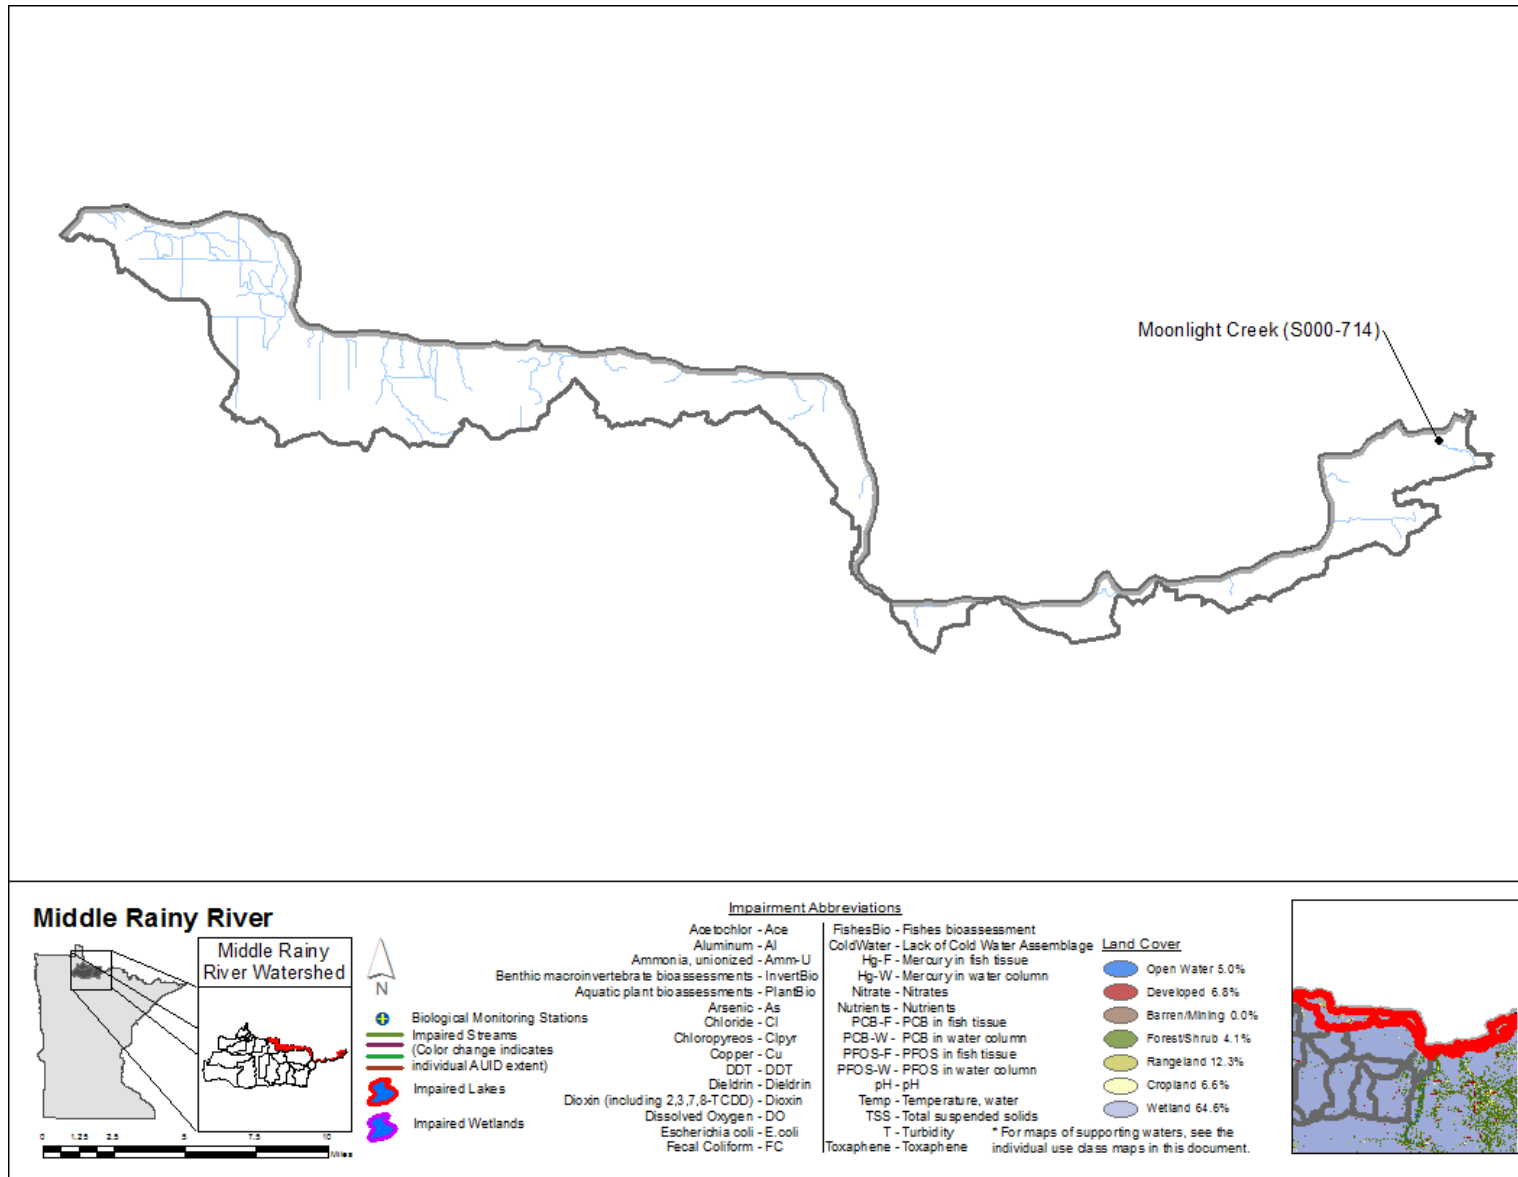 Moonlight Creek (S000-714)
Middle Rainy River
Middle Rainy
River Watershed
N
Biological Monitoring Stations
Impaired Streams
(Color change indicates
individual AUID extent)
Impaired Lakes
Impaired Wetlands
0 1.25 2.5 5 7.5 10
Miles
Impairment Abbreviations
Acetochlor - Ace
Aluminum - Al
Ammonia, unionized - Amm-U
Benthic macroinvertebrate bioassessments - InvertBio
Aquatic plant bioassessments - PlantBio
Arsenic - As
Chloride - Cl
Chloropyreos - Clpyr
Copper - Cu
DDT - DDT
Dieldrin - Dieldrin
Dioxin (including 2,3,7,8-TCDD) - Dioxin
Dissolved Oxygen - DO
Escherichia coli - E.coli
Fecal Coliform - FC
FishesBio - Fishes bioassessment
ColdWater - Lack of Cold Water Assemblage
Hg-F - Mercury in fish tissue
Hg-W - Mercury in water column
Nitrate - Nitrates
Nutrients - Nutrients
PCB-F - PCB in fish tissue
PCB-W - PCB in water column
PFOS-F - PFOS in fish tissue
PFOS-W - PFOS in water column
pH - pH
Temp - Temperature, water
TSS - Total suspended solids
T - Turbidity
Toxaphene - Toxaphene
* For maps of supporting waters, see the
individual use class maps in this document.
Land Cover
Open Water 5.0%
Developed 6.8%
Barren/Mining 0.0%
Forest/Shrub 4.1%
Rangeland 12.3%
Cropland 6.6%
Wetland 64.6%